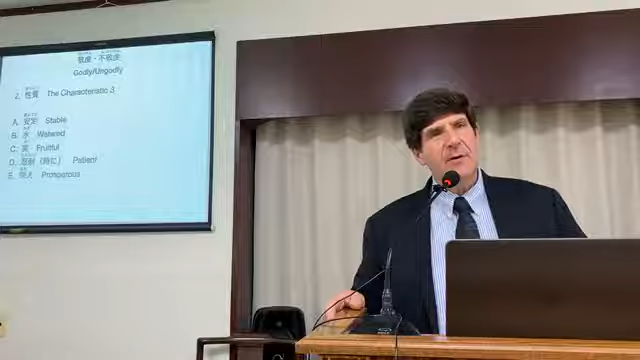 敬虔・不敬虔
Godly/Ungodly
2. 性質 The Characteristic 3
A. 安定 Stable
B. 水 Watered
C. 実 Fruitful
D. 忍耐 (時に) Patient
E. 栄え Prosperous